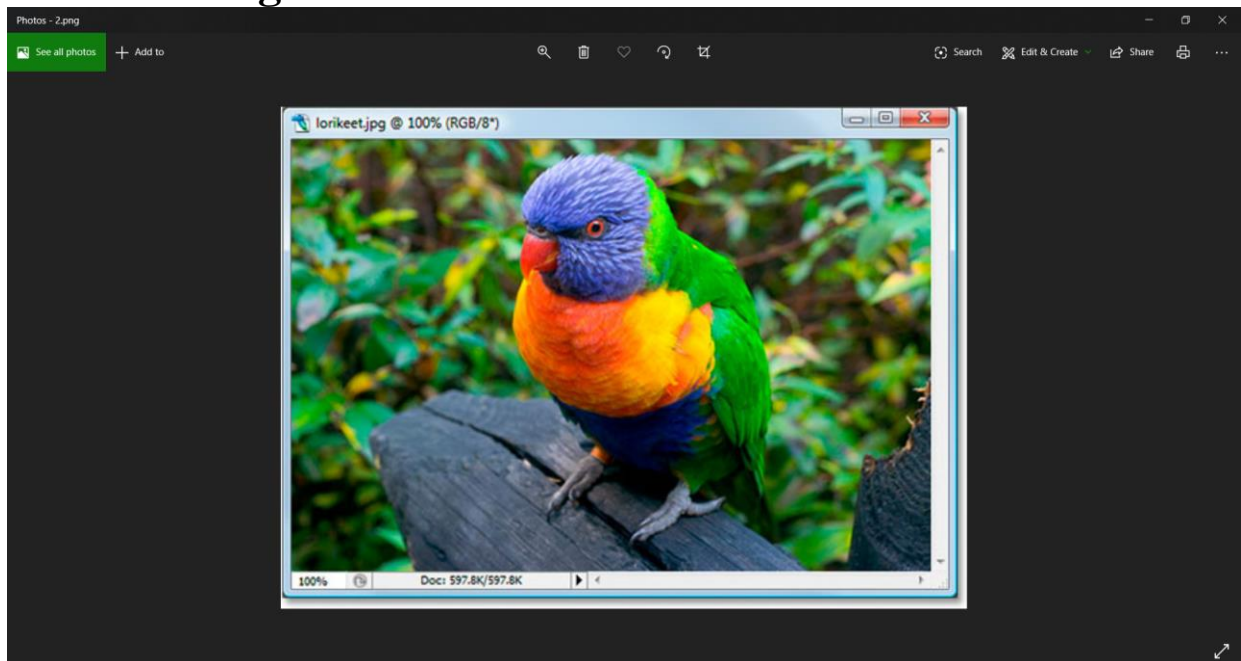 Photos - 2.png
See all photos
Add to
Search
Edit & Create
Share
lorikeet.jpg @ 100% (RGB/8*)
100%
Doc: 597.8K/597.8K